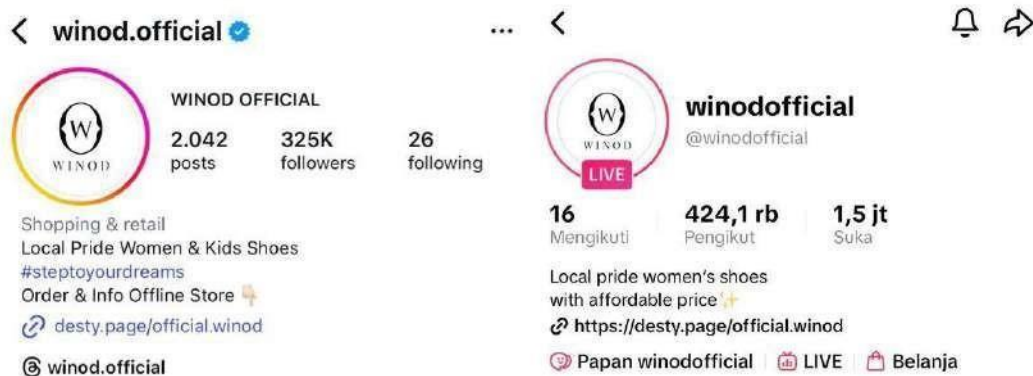 winod.official
WINOD OFFICIAL
2.042 325K 26
posts followers following
W
WINOD
Shopping & retail
Local Pride Women & Kids Shoes
#steptoyourdreams
Order & Info Offline Store 👇🏻
desty.page/official.winod
winod.official
winodofficial
@winodofficial
W
WINOD
LIVE
16 424,1 rb 1,5 jt
Mengikuti Pengikut Suka
Local pride women's shoes
with affordable price✨
https://desty.page/official.winod
Papan winodofficial LIVE Belanja